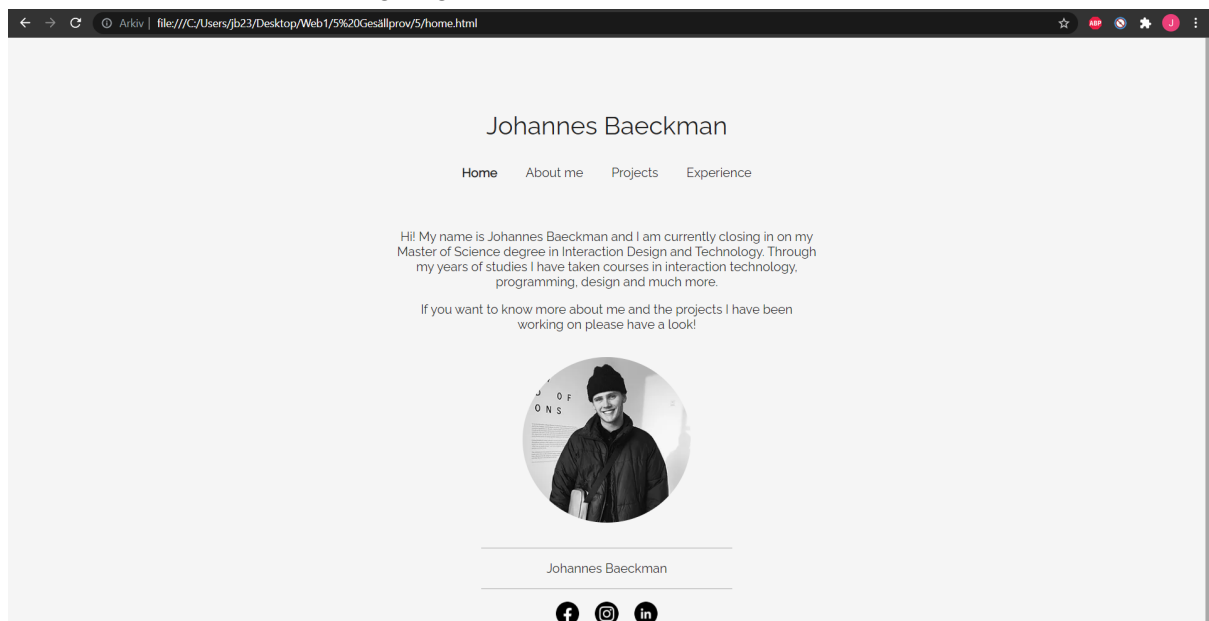 Arkiv | file:///C:/Users/jb23/Desktop/Web1/5%20Gesällprov/5/home.html
ABP
J
Johannes Baeckman
Home About me Projects Experience
Hi! My name is Johannes Baeckman and I am currently closing in on my
Master of Science degree in Interaction Design and Technology. Through
my years of studies I have taken courses in interaction technology,
programming, design and much more.
If you want to know more about me and the projects I have been
working on please have a look!
OF
ONS
Johannes Baeckman
f in